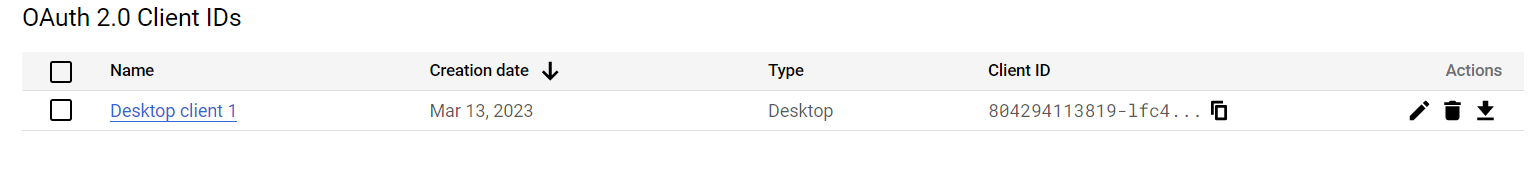 OAuth 2.0 Client IDs
Name Creation date Type Client ID Actions
Desktop client 1 Mar 13, 2023 Desktop 804294113819-lfc4...